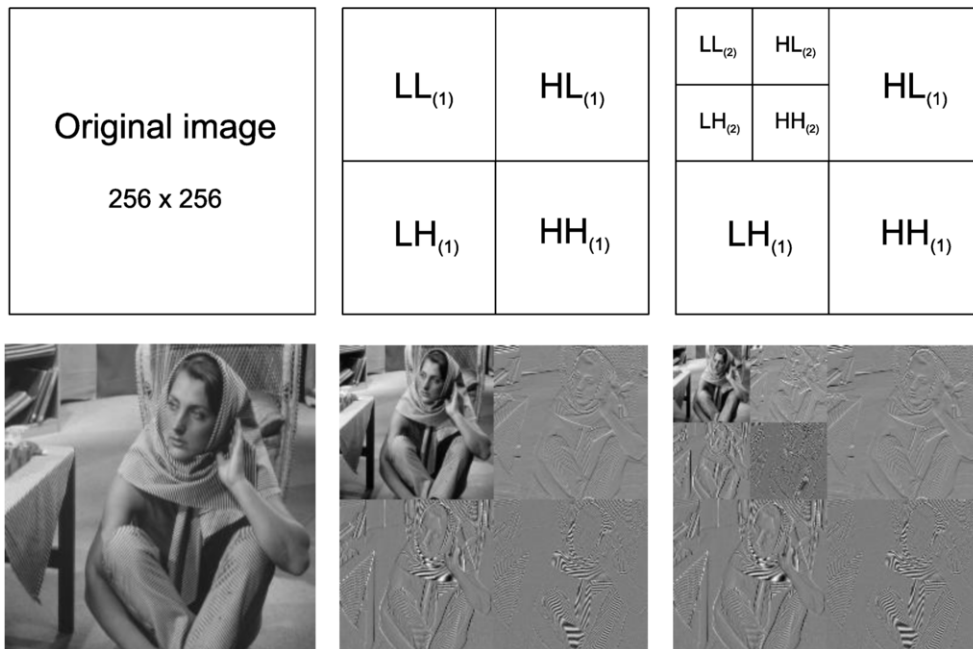 Original image
256 x 256
LL(1)
HL(1)
LH(1)
HH(1)
LL(2)
HL(2)
LH(2)
HH(2)
HL(1)
LH(1)
HH(1)